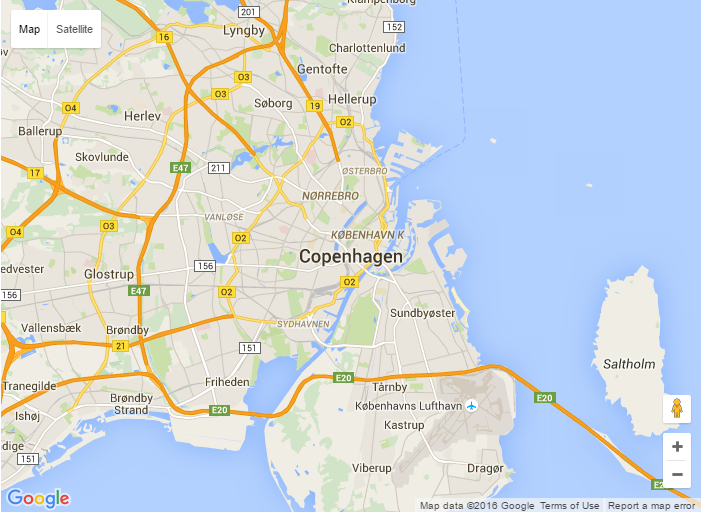 Klampenborg
201
152
Map
Satellite
Lyngby
16
Charlottenlund
Gentofte
O3
O3
Søborg
Hellerup
19
O4
Herlev
O2
Ballerup
Skovlunde
E47
211
17
ØSTERBRO
NØRREBRO
VANLØSE
O3
O4
O2
KØBENHAVN K
Copenhagen
156
Glostrup
O2
156
E47
O2
Sundbyøster
SYDHAVNEN
Vallensbæk
Brøndby
21
151
Saltholm
Friheden
E20
Tårnby
Tranegilde
Brøndby
Strand
E20
Københavns Lufthavn
E20
Ishøj
Kastrup
151
Viberup
Dragør
+
−
Google
Map data ©2016 Google
Terms of Use
Report a map error